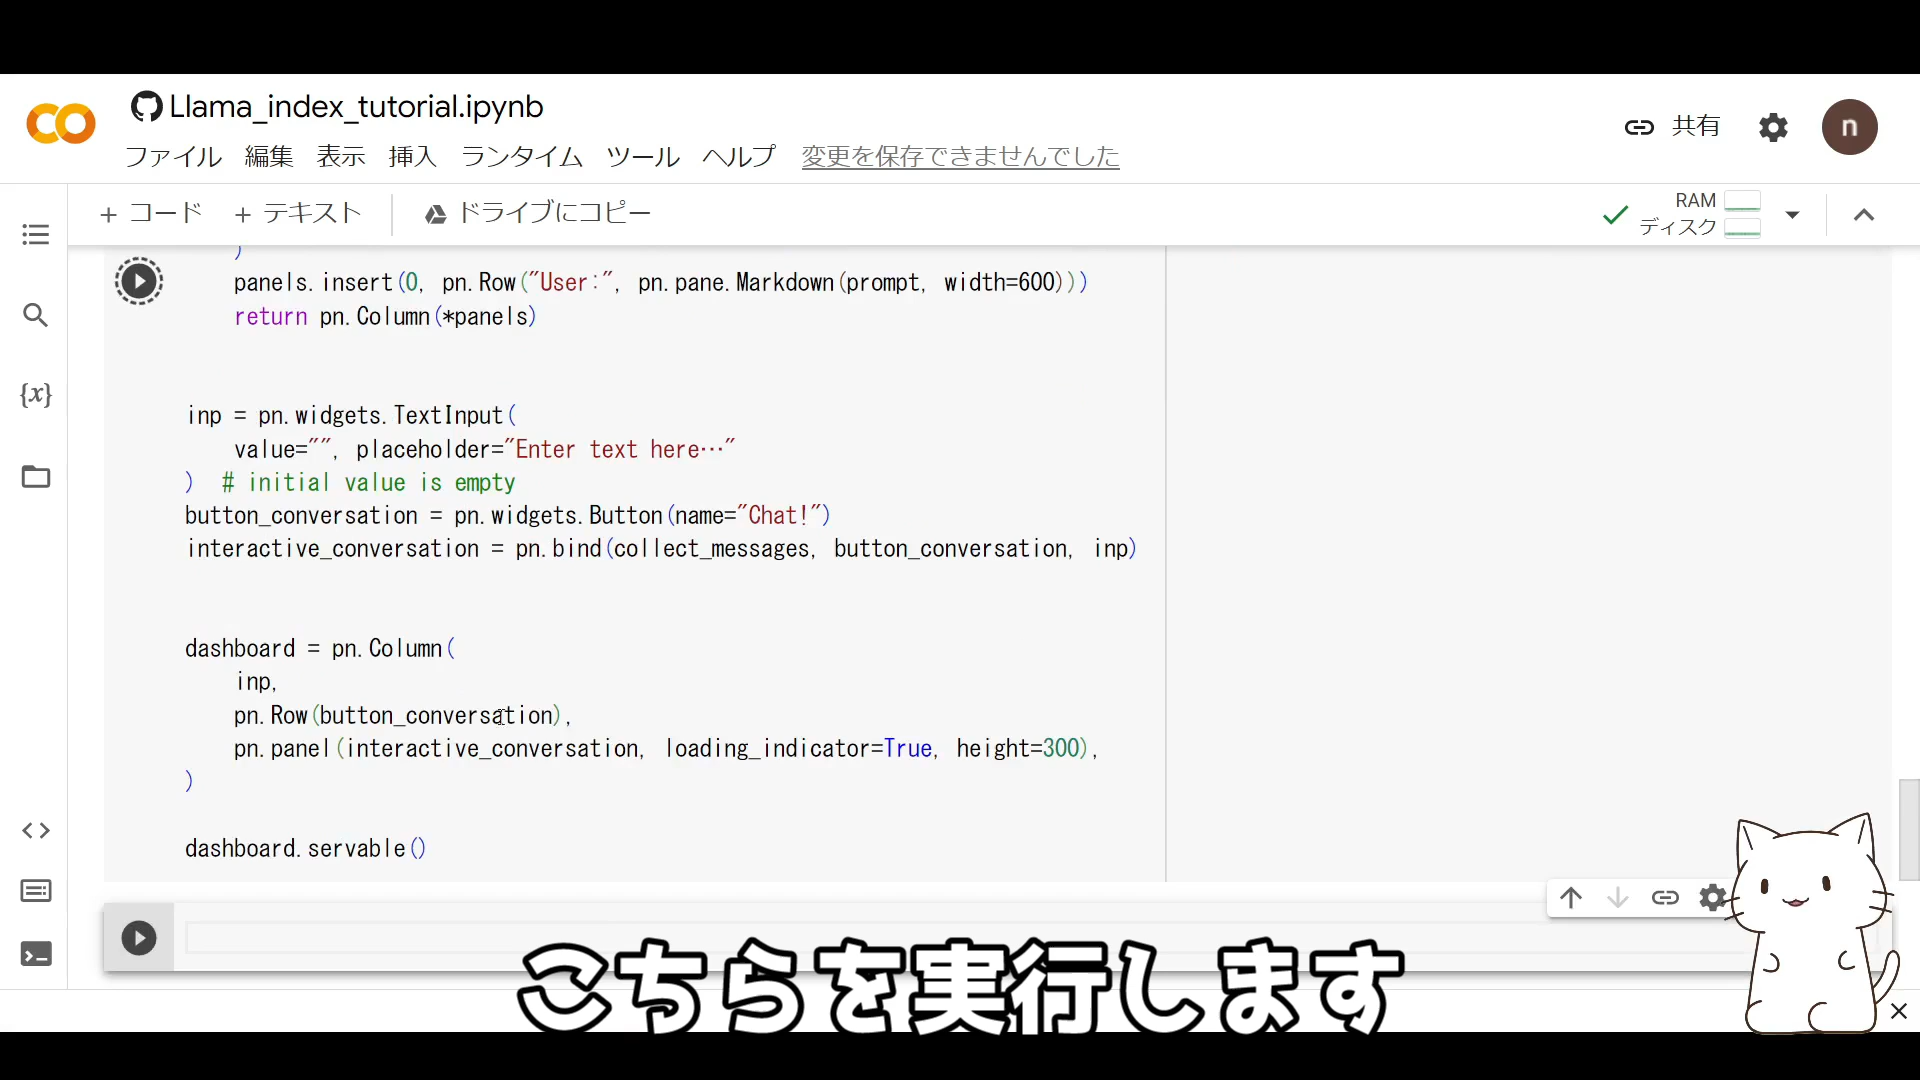 Llama_index_tutorial.ipynb
ファイル 編集 表示 挿入 ランタイム ツール ヘルプ 変更を保存できませんでした
共有
n
+ コード + テキスト ドライブにコピー
RAM
ディスク
)
panels.insert(0, pn.Row("User:", pn.pane.Markdown(prompt, width=600)))
return pn.Column(*panels)
inp = pn.widgets.TextInput(
value="", placeholder="Enter text here…"
) # initial value is empty
button_conversation = pn.widgets.Button(name="Chat!")
interactive_conversation = pn.bind(collect_messages, button_conversation, inp)
dashboard = pn.Column(
inp,
pn.Row(button_conversation),
pn.panel(interactive_conversation, loading_indicator=True, height=300),
)
dashboard.servable()
こちらを実行します